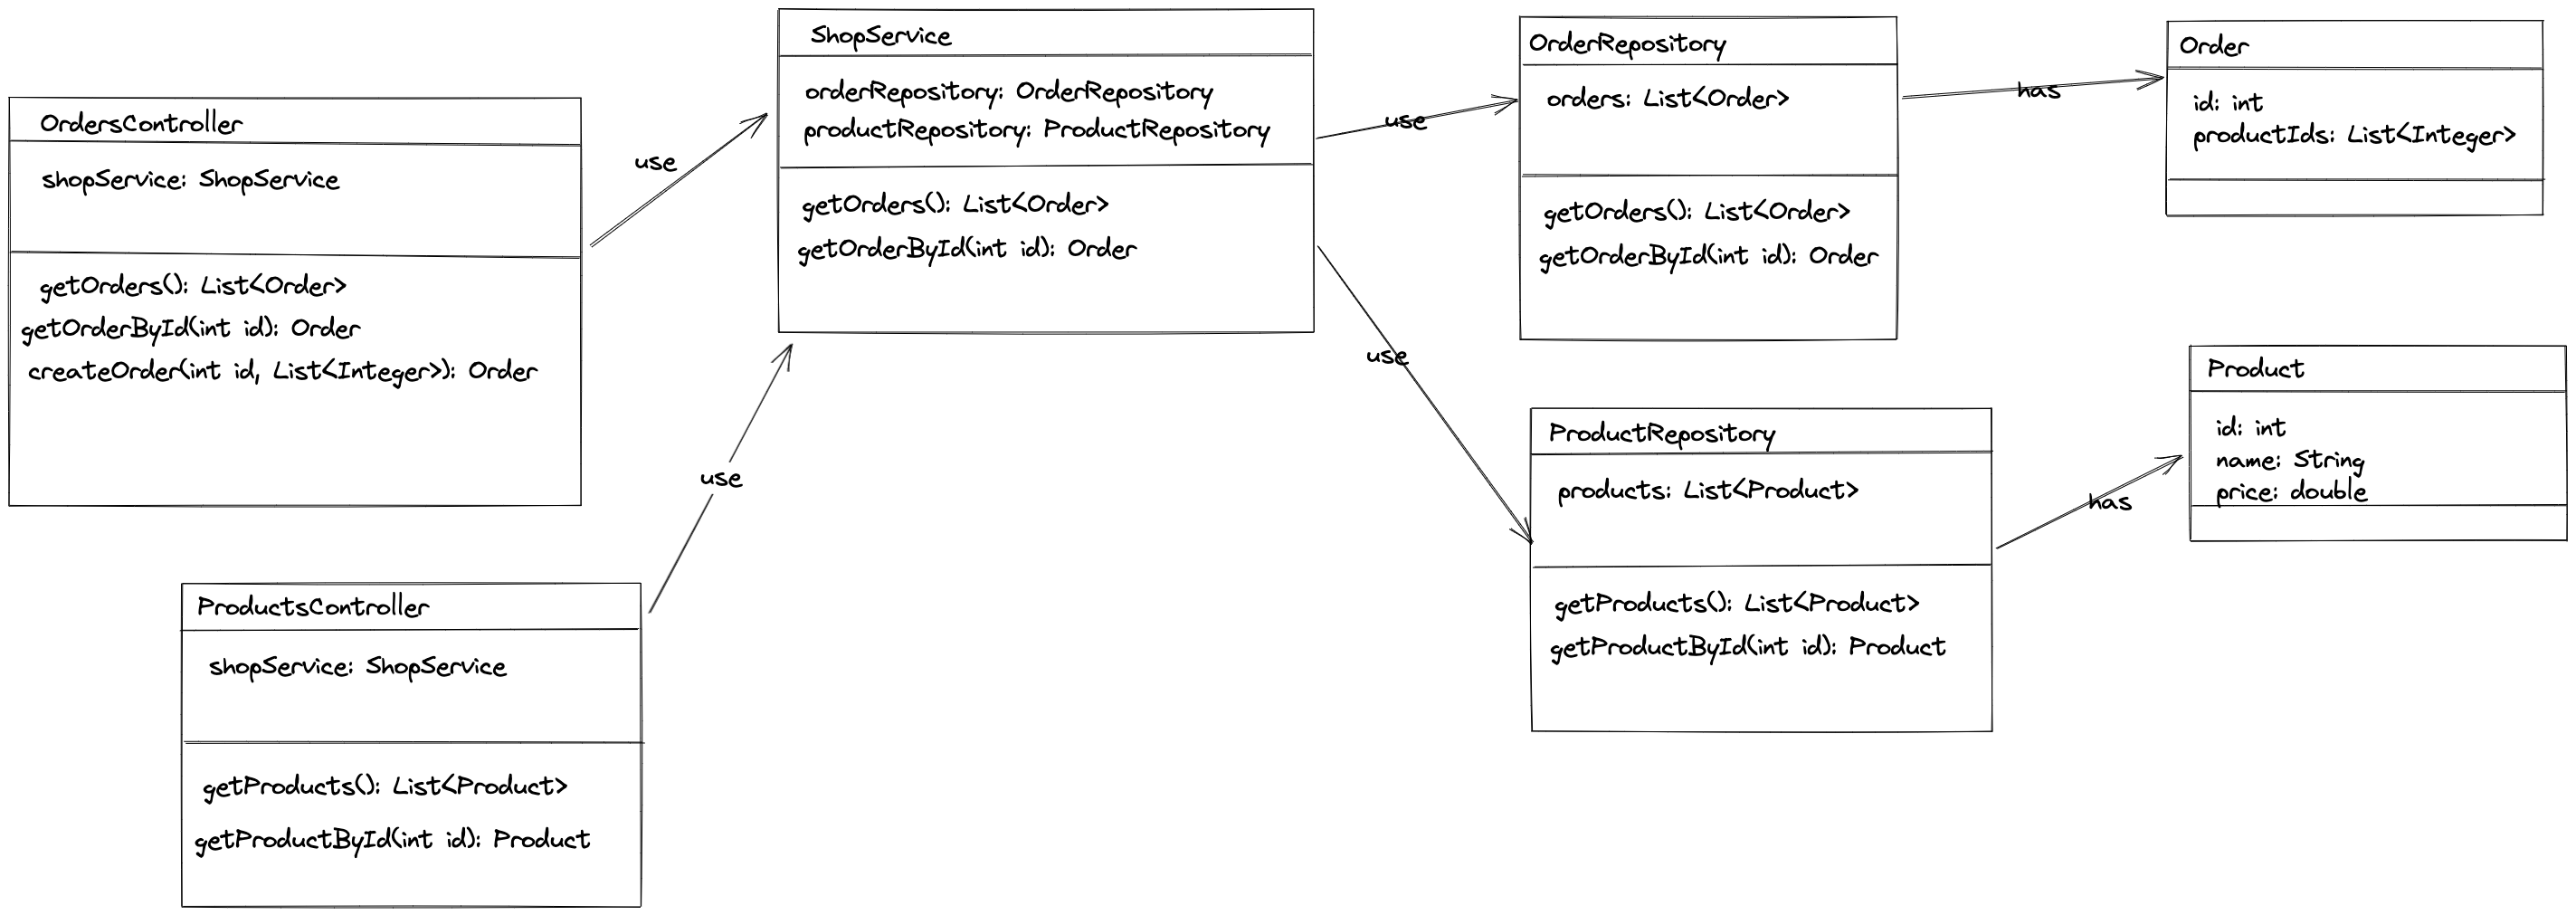 OrdersController
shopService: ShopService
getOrders(): List<Order>
getOrderById(int id): Order
createOrder(int id, List<Integer>): Order
use
ProductsController
shopService: ShopService
getProducts(): List<Product>
getProductById(int id): Product
use
ShopService
orderRepository: OrderRepository
productRepository: ProductRepository
getOrders(): List<Order>
getOrderById(int id): Order
use
use
OrderRepository
orders: List<Order>
getOrders(): List<Order>
getOrderById(int id): Order
has
ProductRepository
products: List<Product>
getProducts(): List<Product>
getProductById(int id): Product
has
Order
id: int
productIds: List<Integer>
Product
id: int
name: String
price: double